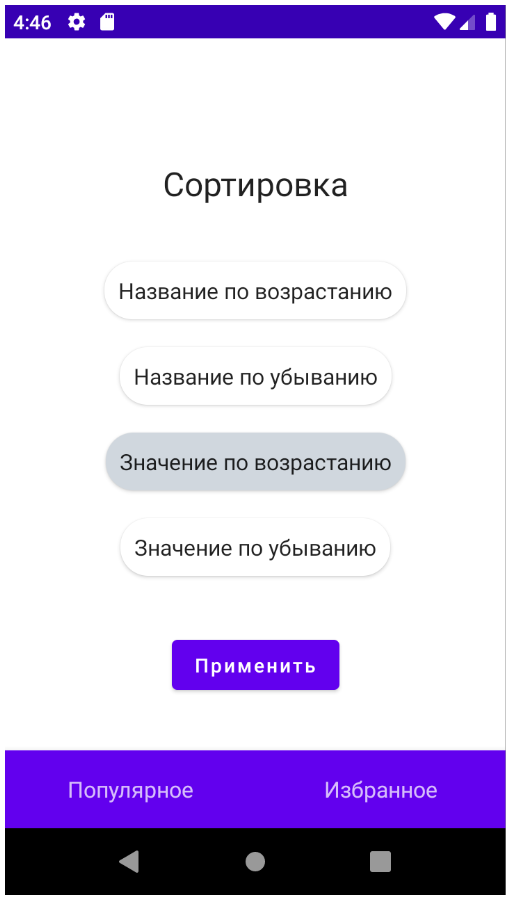 4:46
Сортировка
Название по возрастанию
Название по убыванию
Значение по возрастанию
Значение по убыванию
Применить
Популярное Избранное